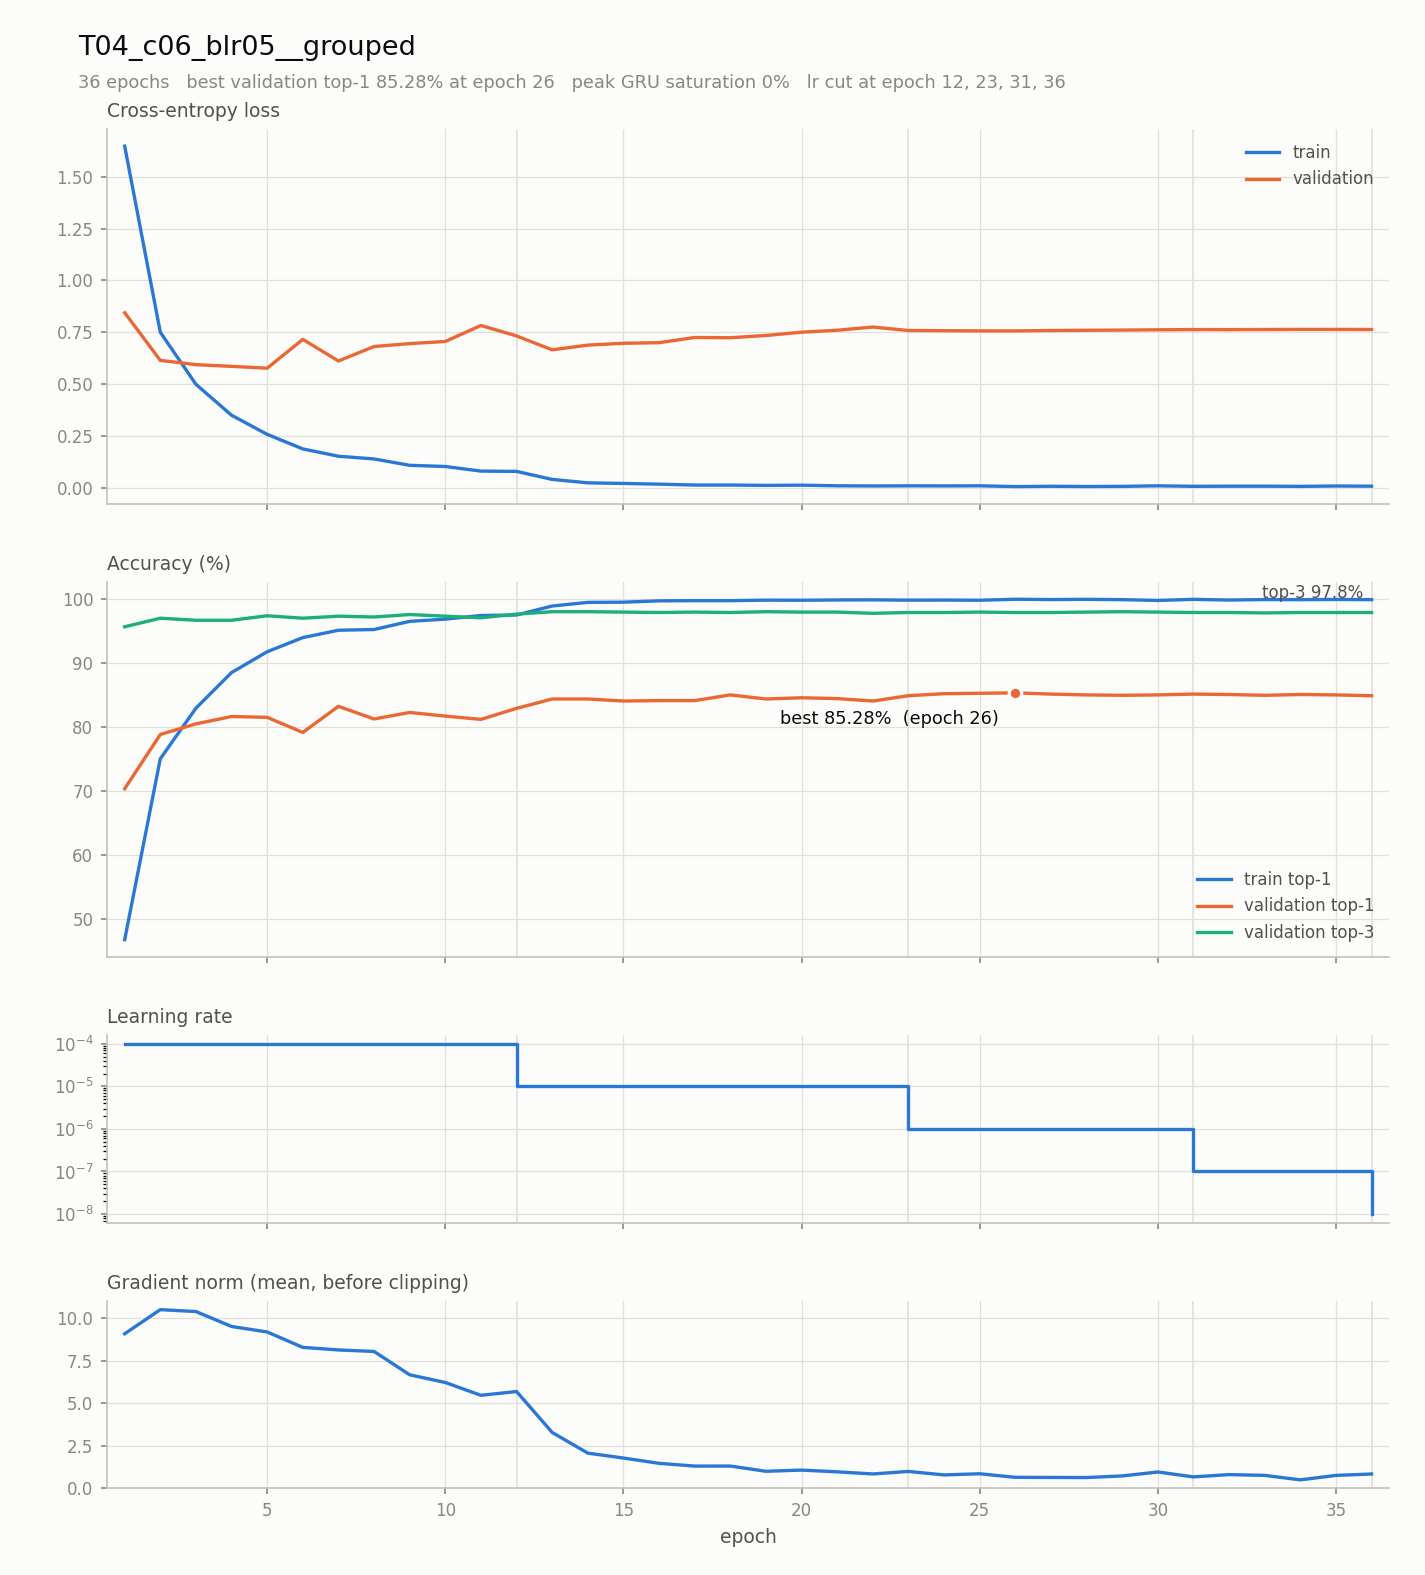 T04_c06_blr05__grouped
36 epochs   best validation top-1 85.28% at epoch 26   peak GRU saturation 0%   lr cut at epoch 12, 23, 31, 36
Cross-entropy loss
train
validation
1.50
1.25
1.00
0.75
0.50
0.25
0.00
Accuracy (%)
top-3 97.8%
best 85.28%  (epoch 26)
100
90
80
70
60
50
train top-1
validation top-1
validation top-3
Learning rate
10⁻⁴
10⁻⁵
10⁻⁶
10⁻⁷
10⁻⁸
Gradient norm (mean, before clipping)
10.0
7.5
5.0
2.5
0.0
5 10 15 20 25 30 35
epoch